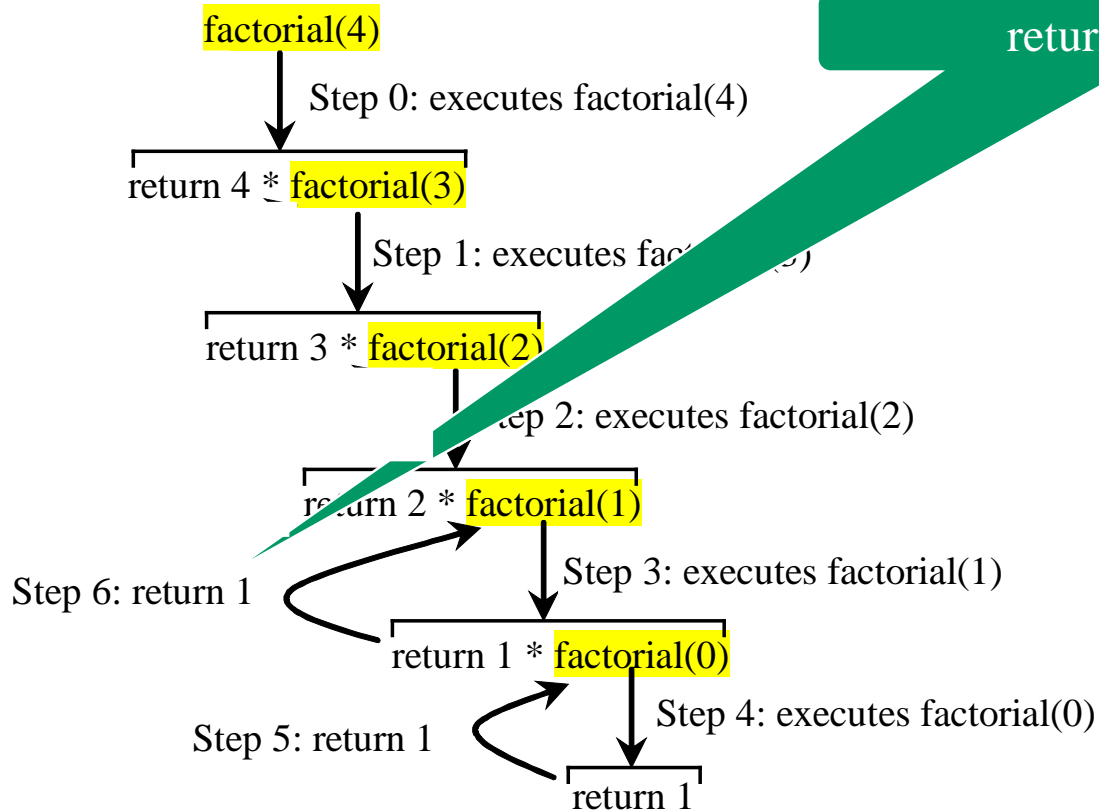 factorial(4)
retur
Step 0: executes factorial(4)
return 4 * factorial(3)
Step 1: executes
return 3 * factorial(2)
2: executes factorial(2)
return 2 * factorial(1)
Step 6: return 1
Step 3: executes factorial(1)
return 1 * factorial(0)
Step 4: executes factorial(0)
Step 5: return 1
return 1